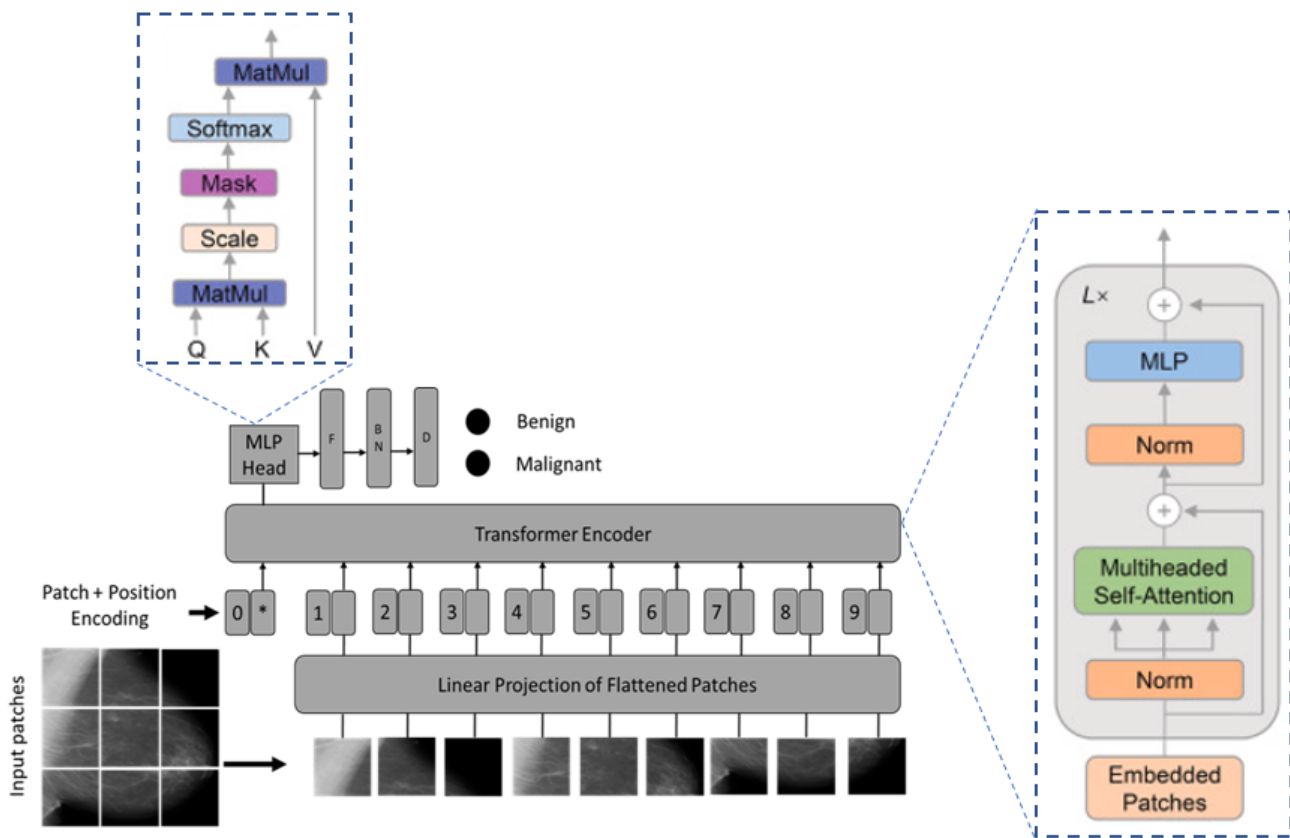 MatMul
Softmax
Mask
Scale
MatMul
Q K V
L×
+
MLP
Norm
+
Multiheaded
Self-Attention
Norm
Embedded
Patches
MLP
Head
F
B
N
D
Benign
Malignant
Transformer Encoder
Patch + Position
Encoding
0 * 1 2 3 4 5 6 7 8 9
Linear Projection of Flattened Patches
Input patches